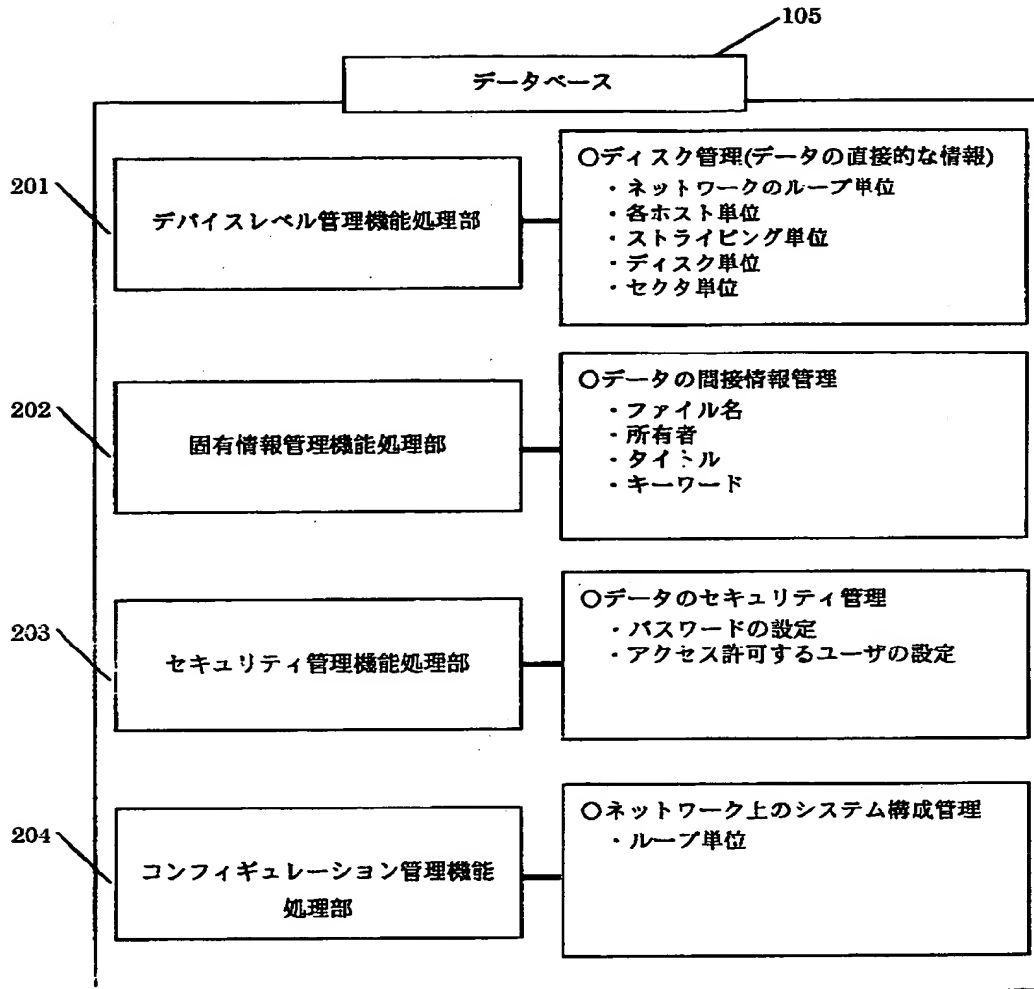 105
データベース
201
デバイスレベル管理機能処理部
○ディスク管理(データの直接的な情報)
・ネットワークのループ単位
・各ホスト単位
・ストライピング単位
・ディスク単位
・セクタ単位
202
固有情報管理機能処理部
○データの間接情報管理
・ファイル名
・所有者
・タイトル
・キーワード
203
セキュリティ管理機能処理部
○データのセキュリティ管理
・パスワードの設定
・アクセス許可するユーザの設定
204
コンフィギュレーション管理機能
処理部
○ネットワーク上のシステム構成管理
・ループ単位